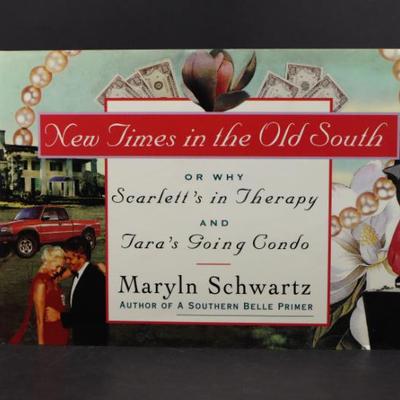 New Times in the Old South
OR WHY
Scarlett's in Therapy
AND
Tara's Going Condo
Maryln Schwartz
AUTHOR OF A SOUTHERN BELLE PRIMER